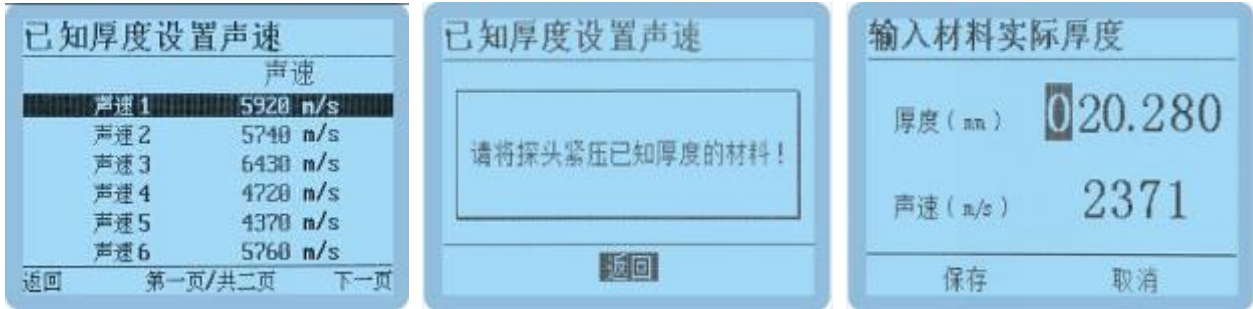 已知厚度设置声速
声速
声速1 5920 m/s
声速2 5740 m/s
声速3 6430 m/s
声速4 4720 m/s
声速5 4370 m/s
声速6 5760 m/s
返回 第一页/共二页 下一页
已知厚度设置声速
请将探头紧压已知厚度的材料!
返回
输入材料实际厚度
厚度(mm) 020.280
声速(m/s) 2371
保存 取消